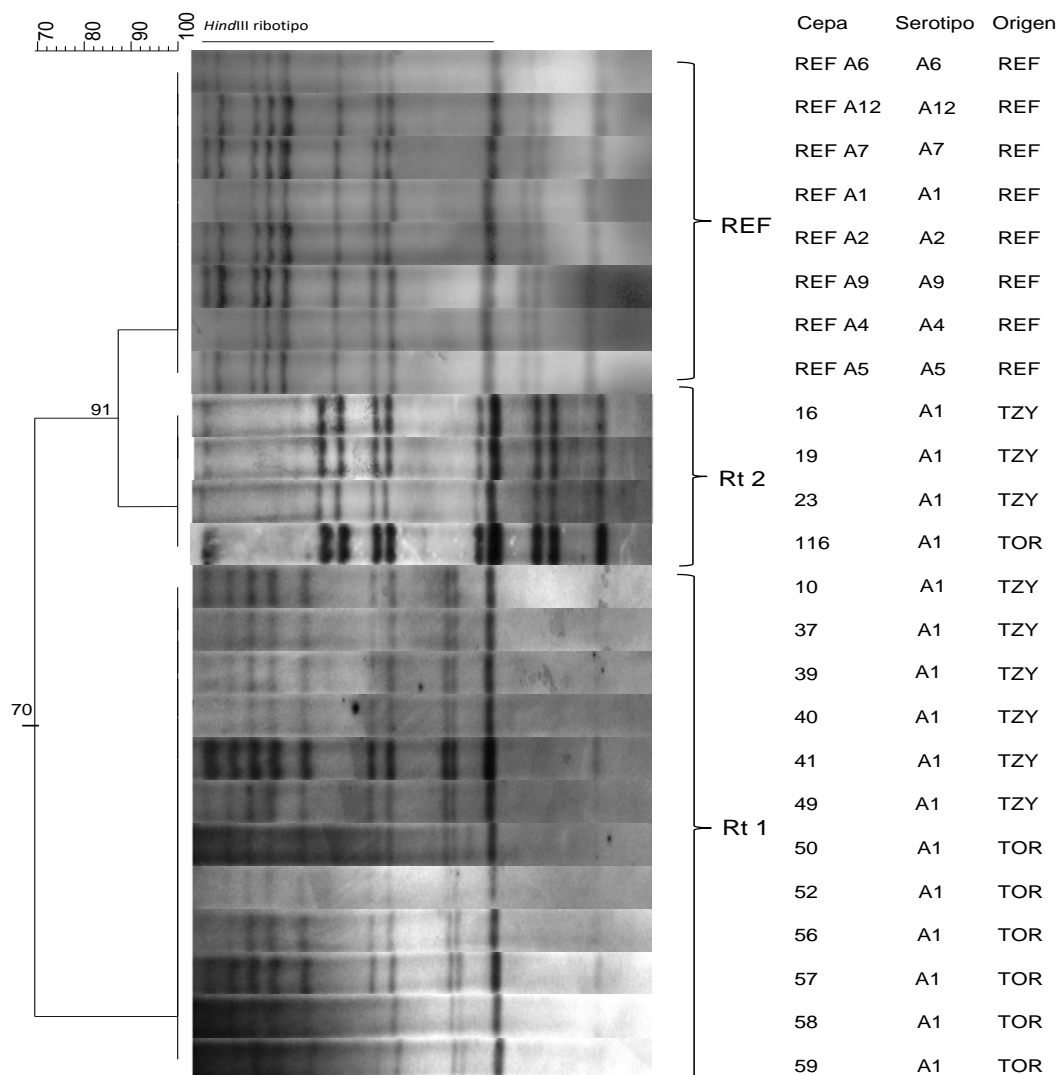 70 80 90 100
HindIII ribotipo
Cepa Serotipo Origen
REF A6 A6 REF
REF A12 A12 REF
REF A7 A7 REF
REF A1 A1 REF
REF A2 A2 REF
REF A9 A9 REF
REF A4 A4 REF
REF A5 A5 REF
REF
16 A1 TZY
19 A1 TZY
23 A1 TZY
116 A1 TOR
Rt 2
91
10 A1 TZY
37 A1 TZY
39 A1 TZY
40 A1 TZY
41 A1 TZY
49 A1 TZY
50 A1 TOR
52 A1 TOR
56 A1 TOR
57 A1 TOR
58 A1 TOR
59 A1 TOR
Rt 1
70